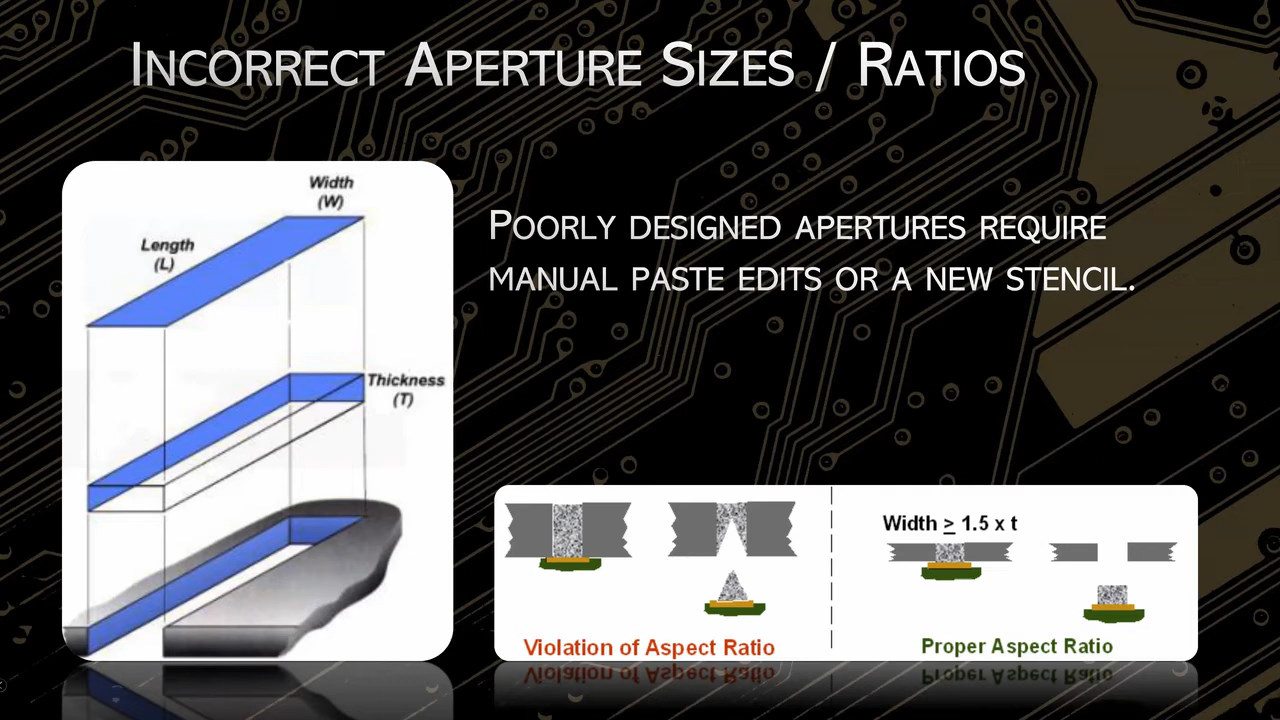 Incorrect Aperture Sizes / Ratios
Width
(W)
Length
(L)
Thickness
(T)
Poorly designed apertures require
manual paste edits or a new stencil.
Width ≥ 1.5 x t
Violation of Aspect Ratio
Proper Aspect Ratio